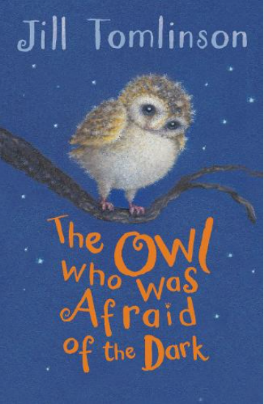 Jill Tomlinson
The Owl
who was
Afraid
of the Dark